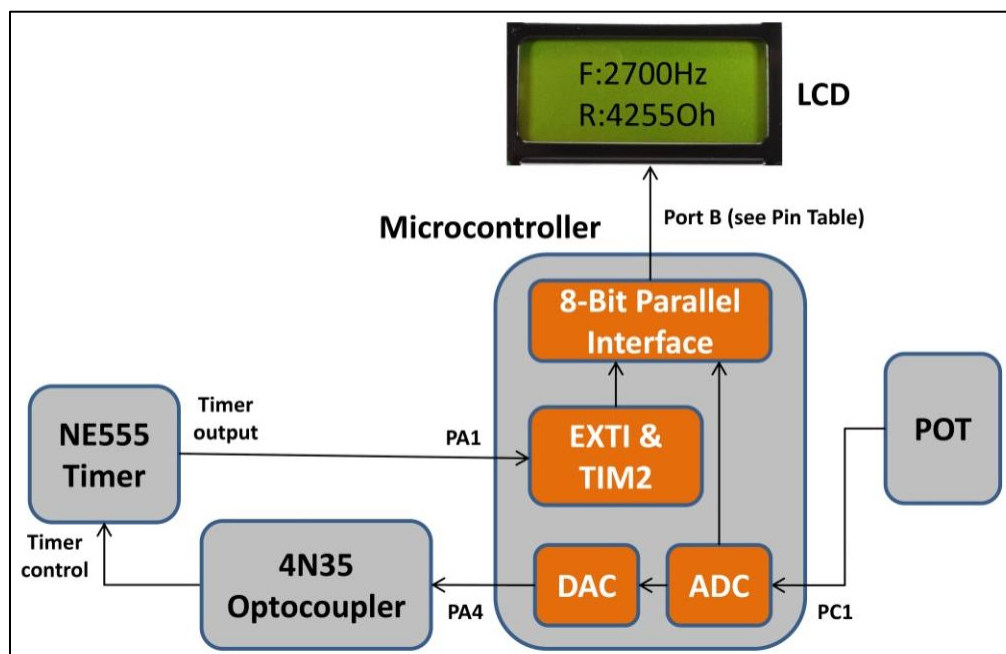 F:2700Hz
R:4255Oh
LCD
Port B (see Pin Table)
Microcontroller
8-Bit Parallel
Interface
Timer
output
PA1
NE555
Timer
EXTI &
TIM2
POT
Timer
control
4N35
Optocoupler
PA4
DAC
ADC
PC1